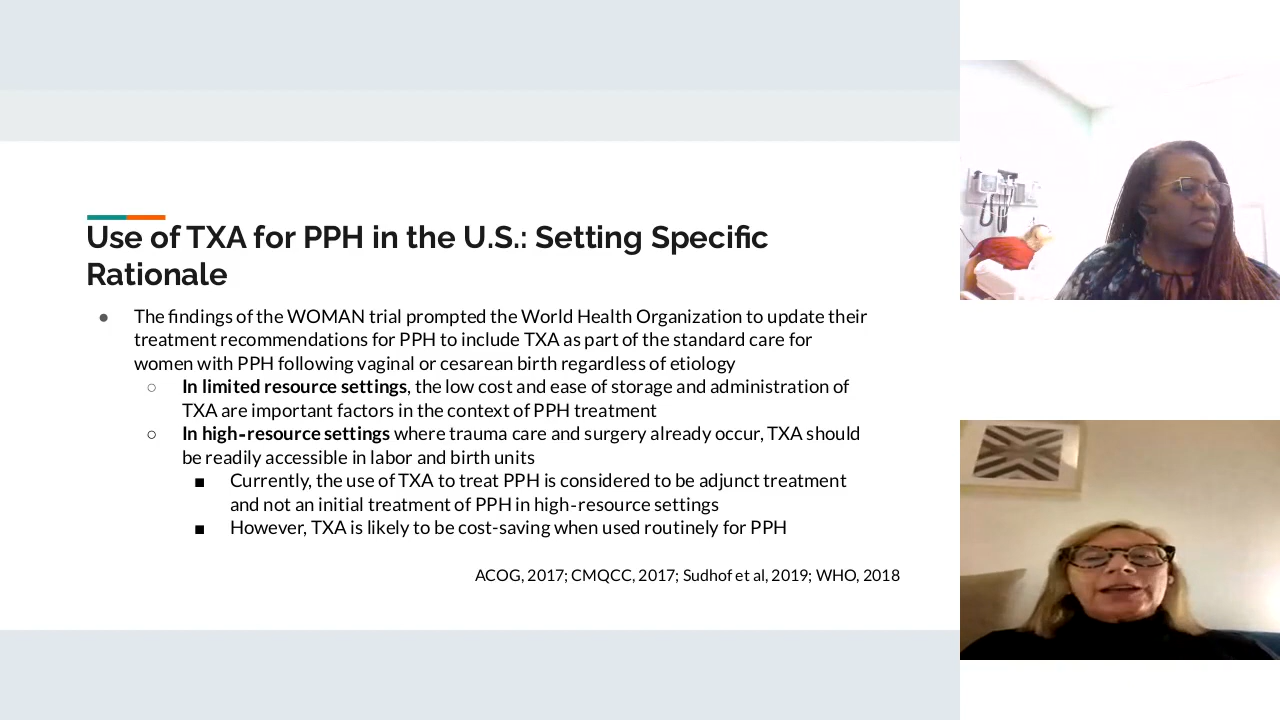 Use of TXA for PPH in the U.S.: Setting Specific
Rationale
● The findings of the WOMAN trial prompted the World Health Organization to update their
treatment recommendations for PPH to include TXA as part of the standard care for
women with PPH following vaginal or cesarean birth regardless of etiology
○ In limited resource settings, the low cost and ease of storage and administration of
TXA are important factors in the context of PPH treatment
○ In high-resource settings where trauma care and surgery already occur, TXA should
be readily accessible in labor and birth units
■ Currently, the use of TXA to treat PPH is considered to be adjunct treatment
and not an initial treatment of PPH in high-resource settings
■ However, TXA is likely to be cost-saving when used routinely for PPH
ACOG, 2017; CMQCC, 2017; Sudhof et al, 2019; WHO, 2018